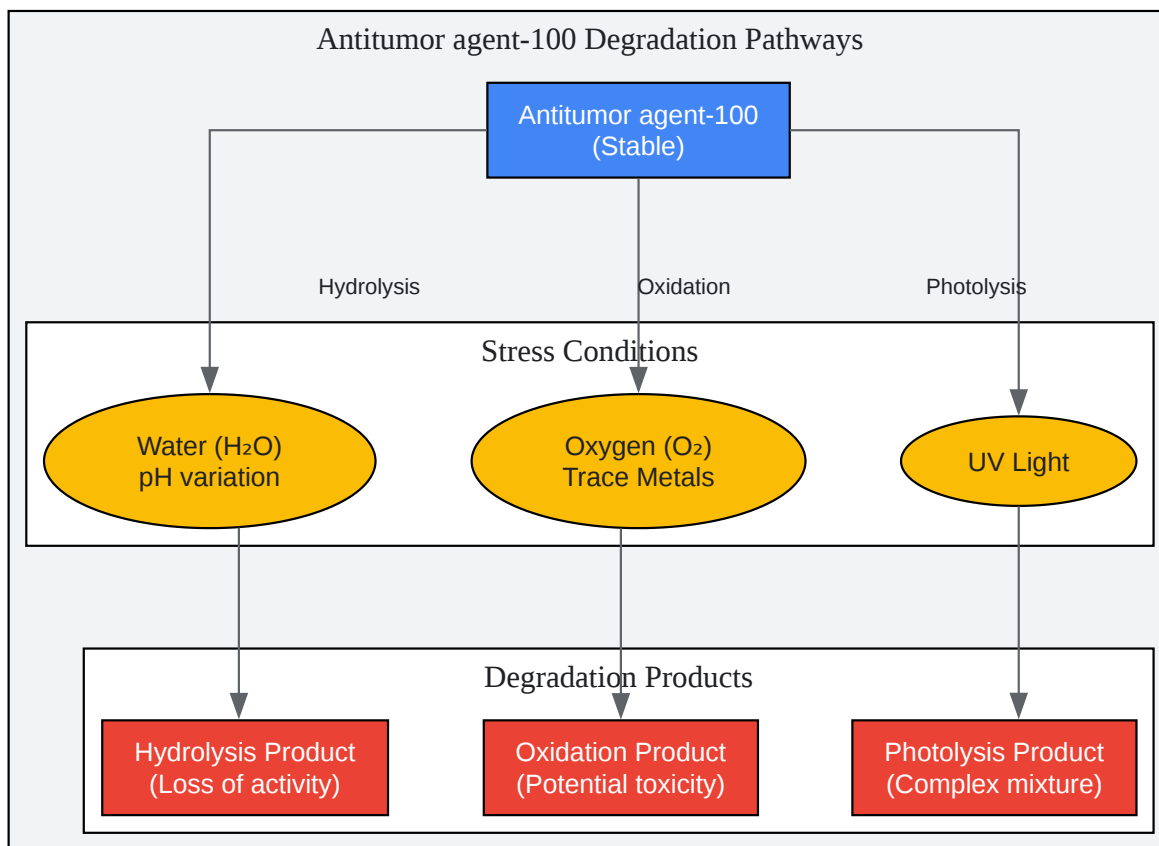 Antitumor agent-100 Degradation Pathways
Antitumor agent-100
(Stable)
Hydrolysis
Oxidation
Photolysis
Stress Conditions
Water (H₂O)
pH variation
Oxygen (O₂)
Trace Metals
UV Light
Degradation Products
Hydrolysis Product
(Loss of activity)
Oxidation Product
(Potential toxicity)
Photolysis Product
(Complex mixture)